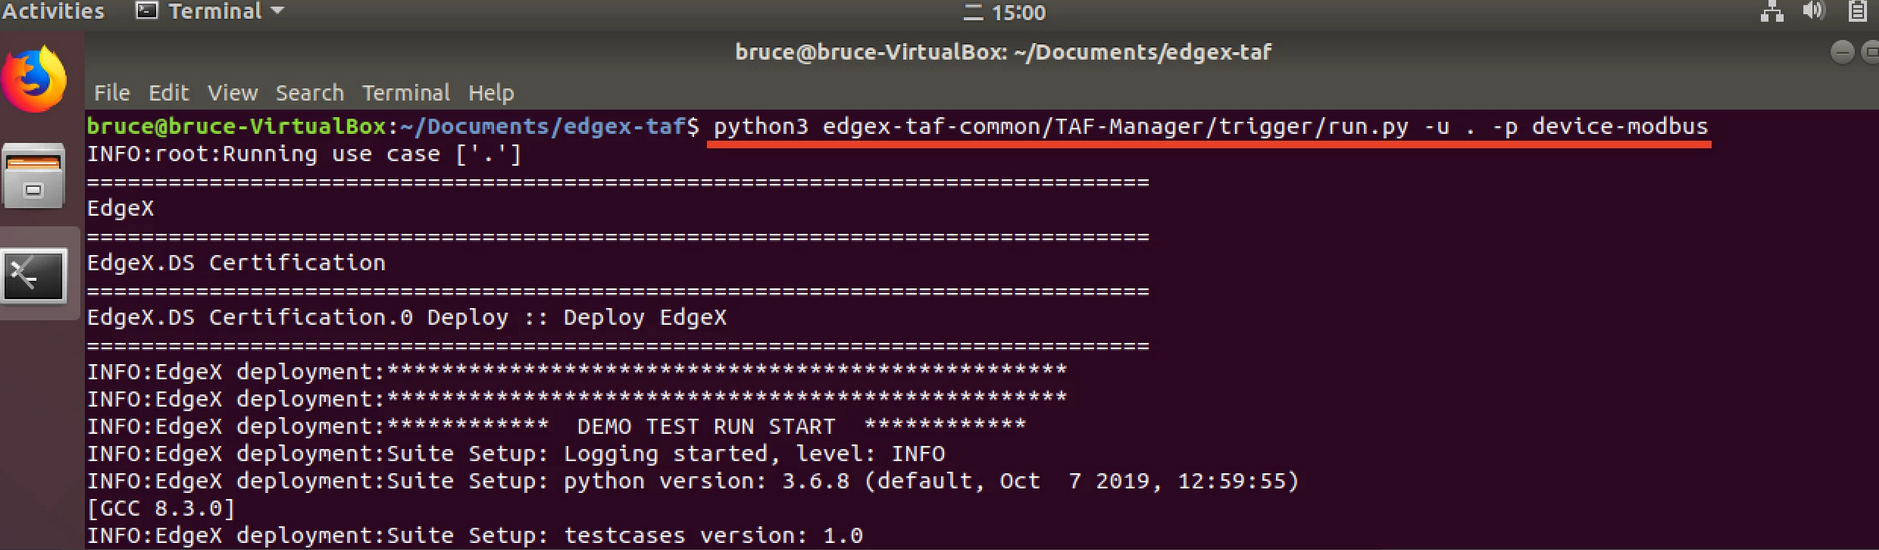 Activities Terminal 二 15:00
bruce@bruce-VirtualBox: ~/Documents/edgex-taf
File Edit View Search Terminal Help
bruce@bruce-VirtualBox:~/Documents/edgex-taf$ python3 edgex-taf-common/TAF-Manager/trigger/run.py -u . -p device-modbus
INFO:root:Running use case ['.']
==============================================================================
EdgeX
==============================================================================
EdgeX.DS Certification
==============================================================================
EdgeX.DS Certification.0 Deploy :: Deploy EdgeX
==============================================================================
INFO:EdgeX deployment:**************************************************
INFO:EdgeX deployment:**************************************************
INFO:EdgeX deployment:************  DEMO TEST RUN START  ************
INFO:EdgeX deployment:Suite Setup: Logging started, level: INFO
INFO:EdgeX deployment:Suite Setup: python version: 3.6.8 (default, Oct  7 2019, 12:59:55)
[GCC 8.3.0]
INFO:EdgeX deployment:Suite Setup: testcases version: 1.0